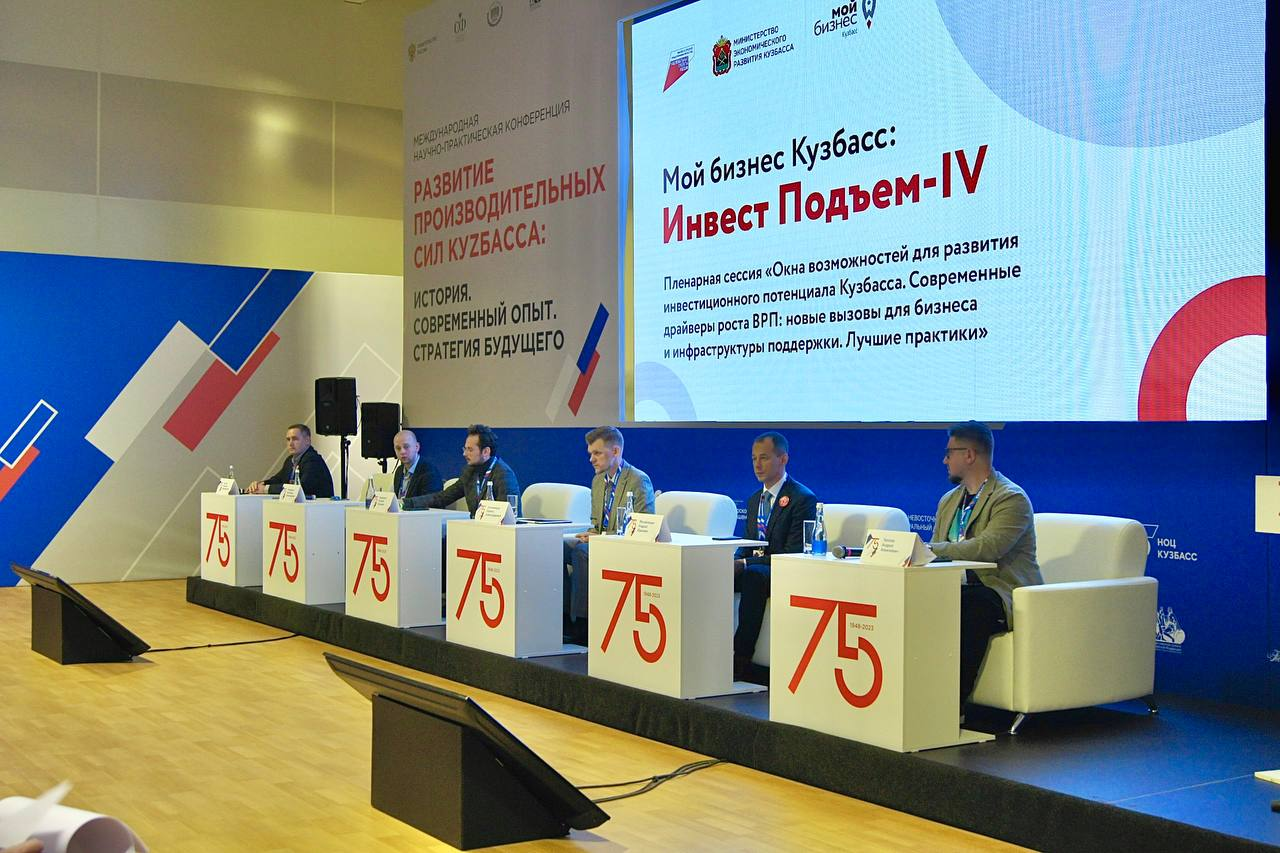 МЕЖДУНАРОДНАЯ
НАУЧНО-ПРАКТИЧЕСКАЯ КОНФЕРЕНЦИЯ
РАЗВИТИЕ
ПРОИЗВОДИТЕЛЬНЫХ
СИЛ КУZБАССА:
ИСТОРИЯ.
СОВРЕМЕННЫЙ ОПЫТ.
СТРАТЕГИЯ БУДУЩЕГО
МИНИСТЕРСТВО
ЭКОНОМИЧЕСКОГО
РАЗВИТИЯ КУЗБАССА
мой
бизнес
Кузбасс
Мой бизнес Кузбасс:
Инвест Подъем-IV
Пленарная сессия «Окна возможностей для развития
инвестиционного потенциала Кузбасса. Современные
драйверы роста ВРП: новые вызовы для бизнеса
и инфраструктуры поддержки. Лучшие практики»
75
75
75
75
75
1948-2023
75
1948-2023
НОЦ
КУЗБАСС